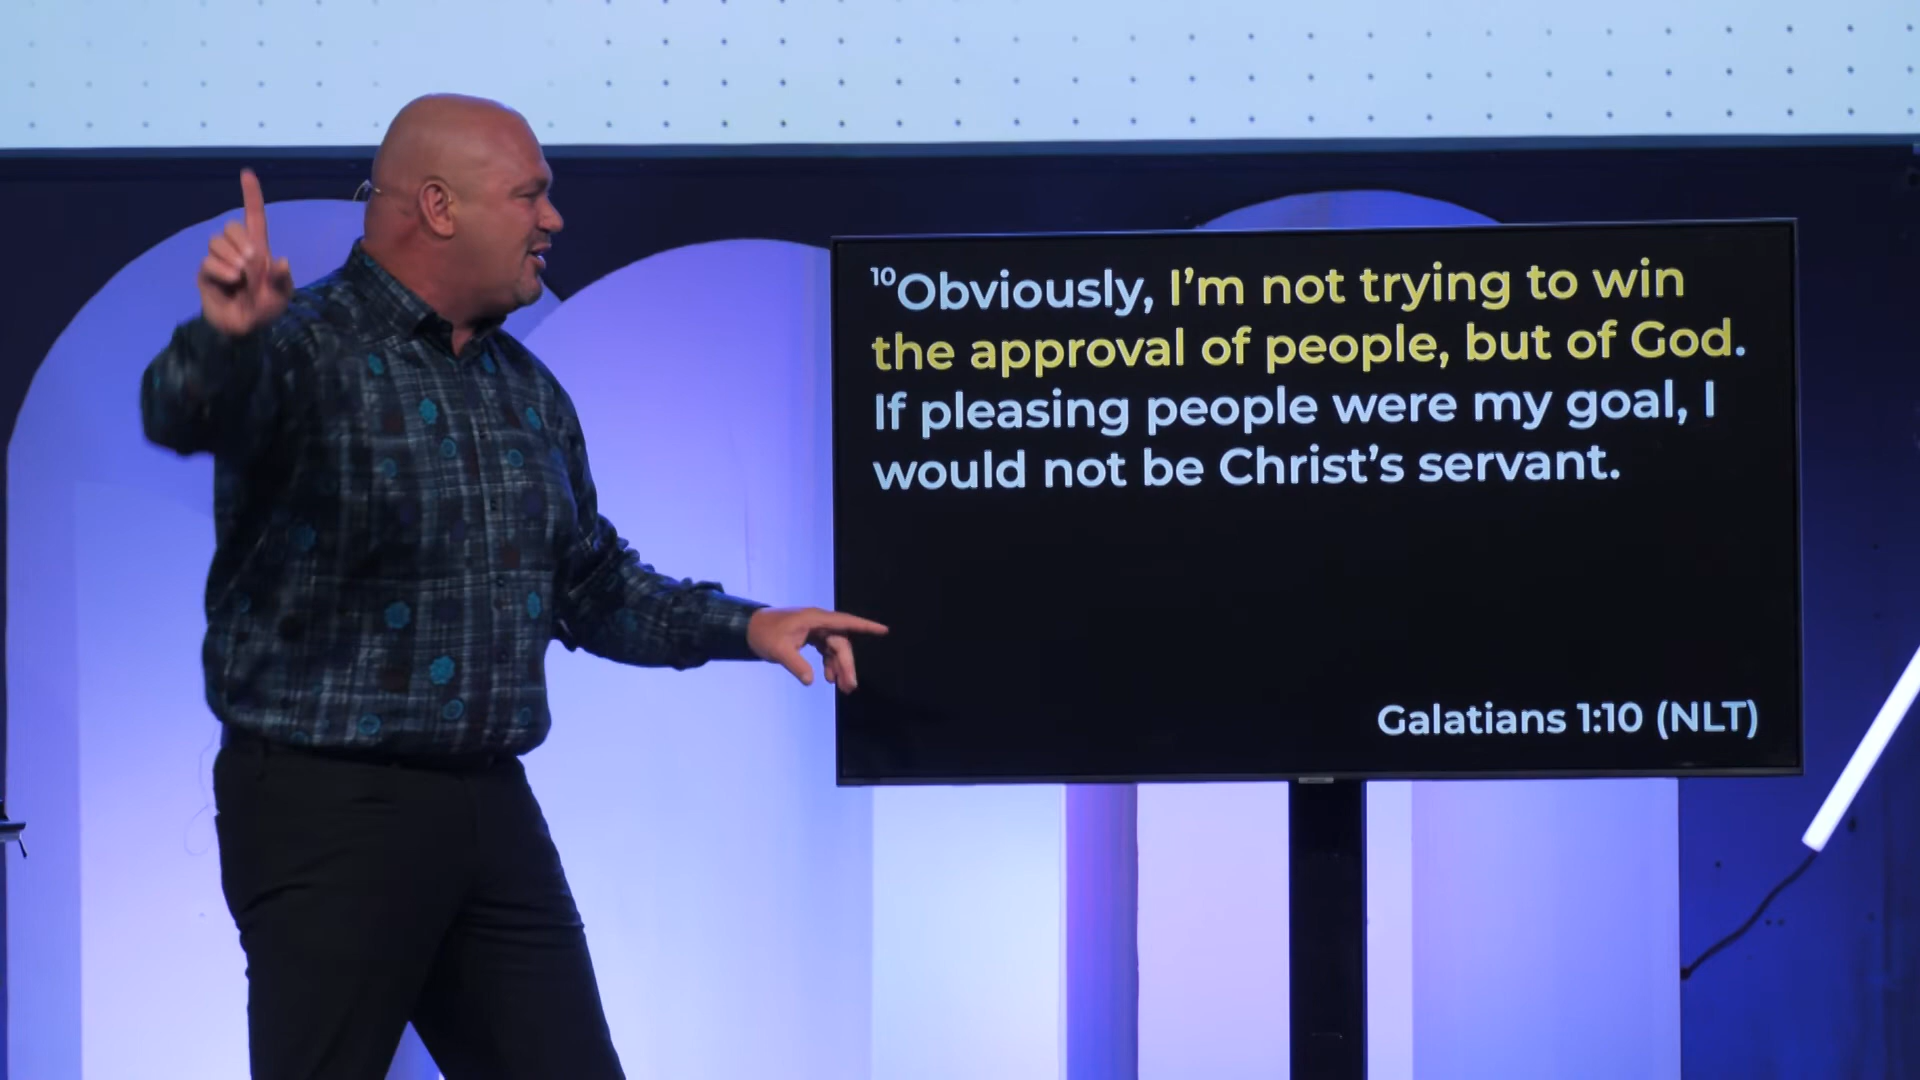 ¹⁰Obviously, I'm not trying to win
the approval of people, but of God.
If pleasing people were my goal, I
would not be Christ's servant.
Galatians 1:10 (NLT)